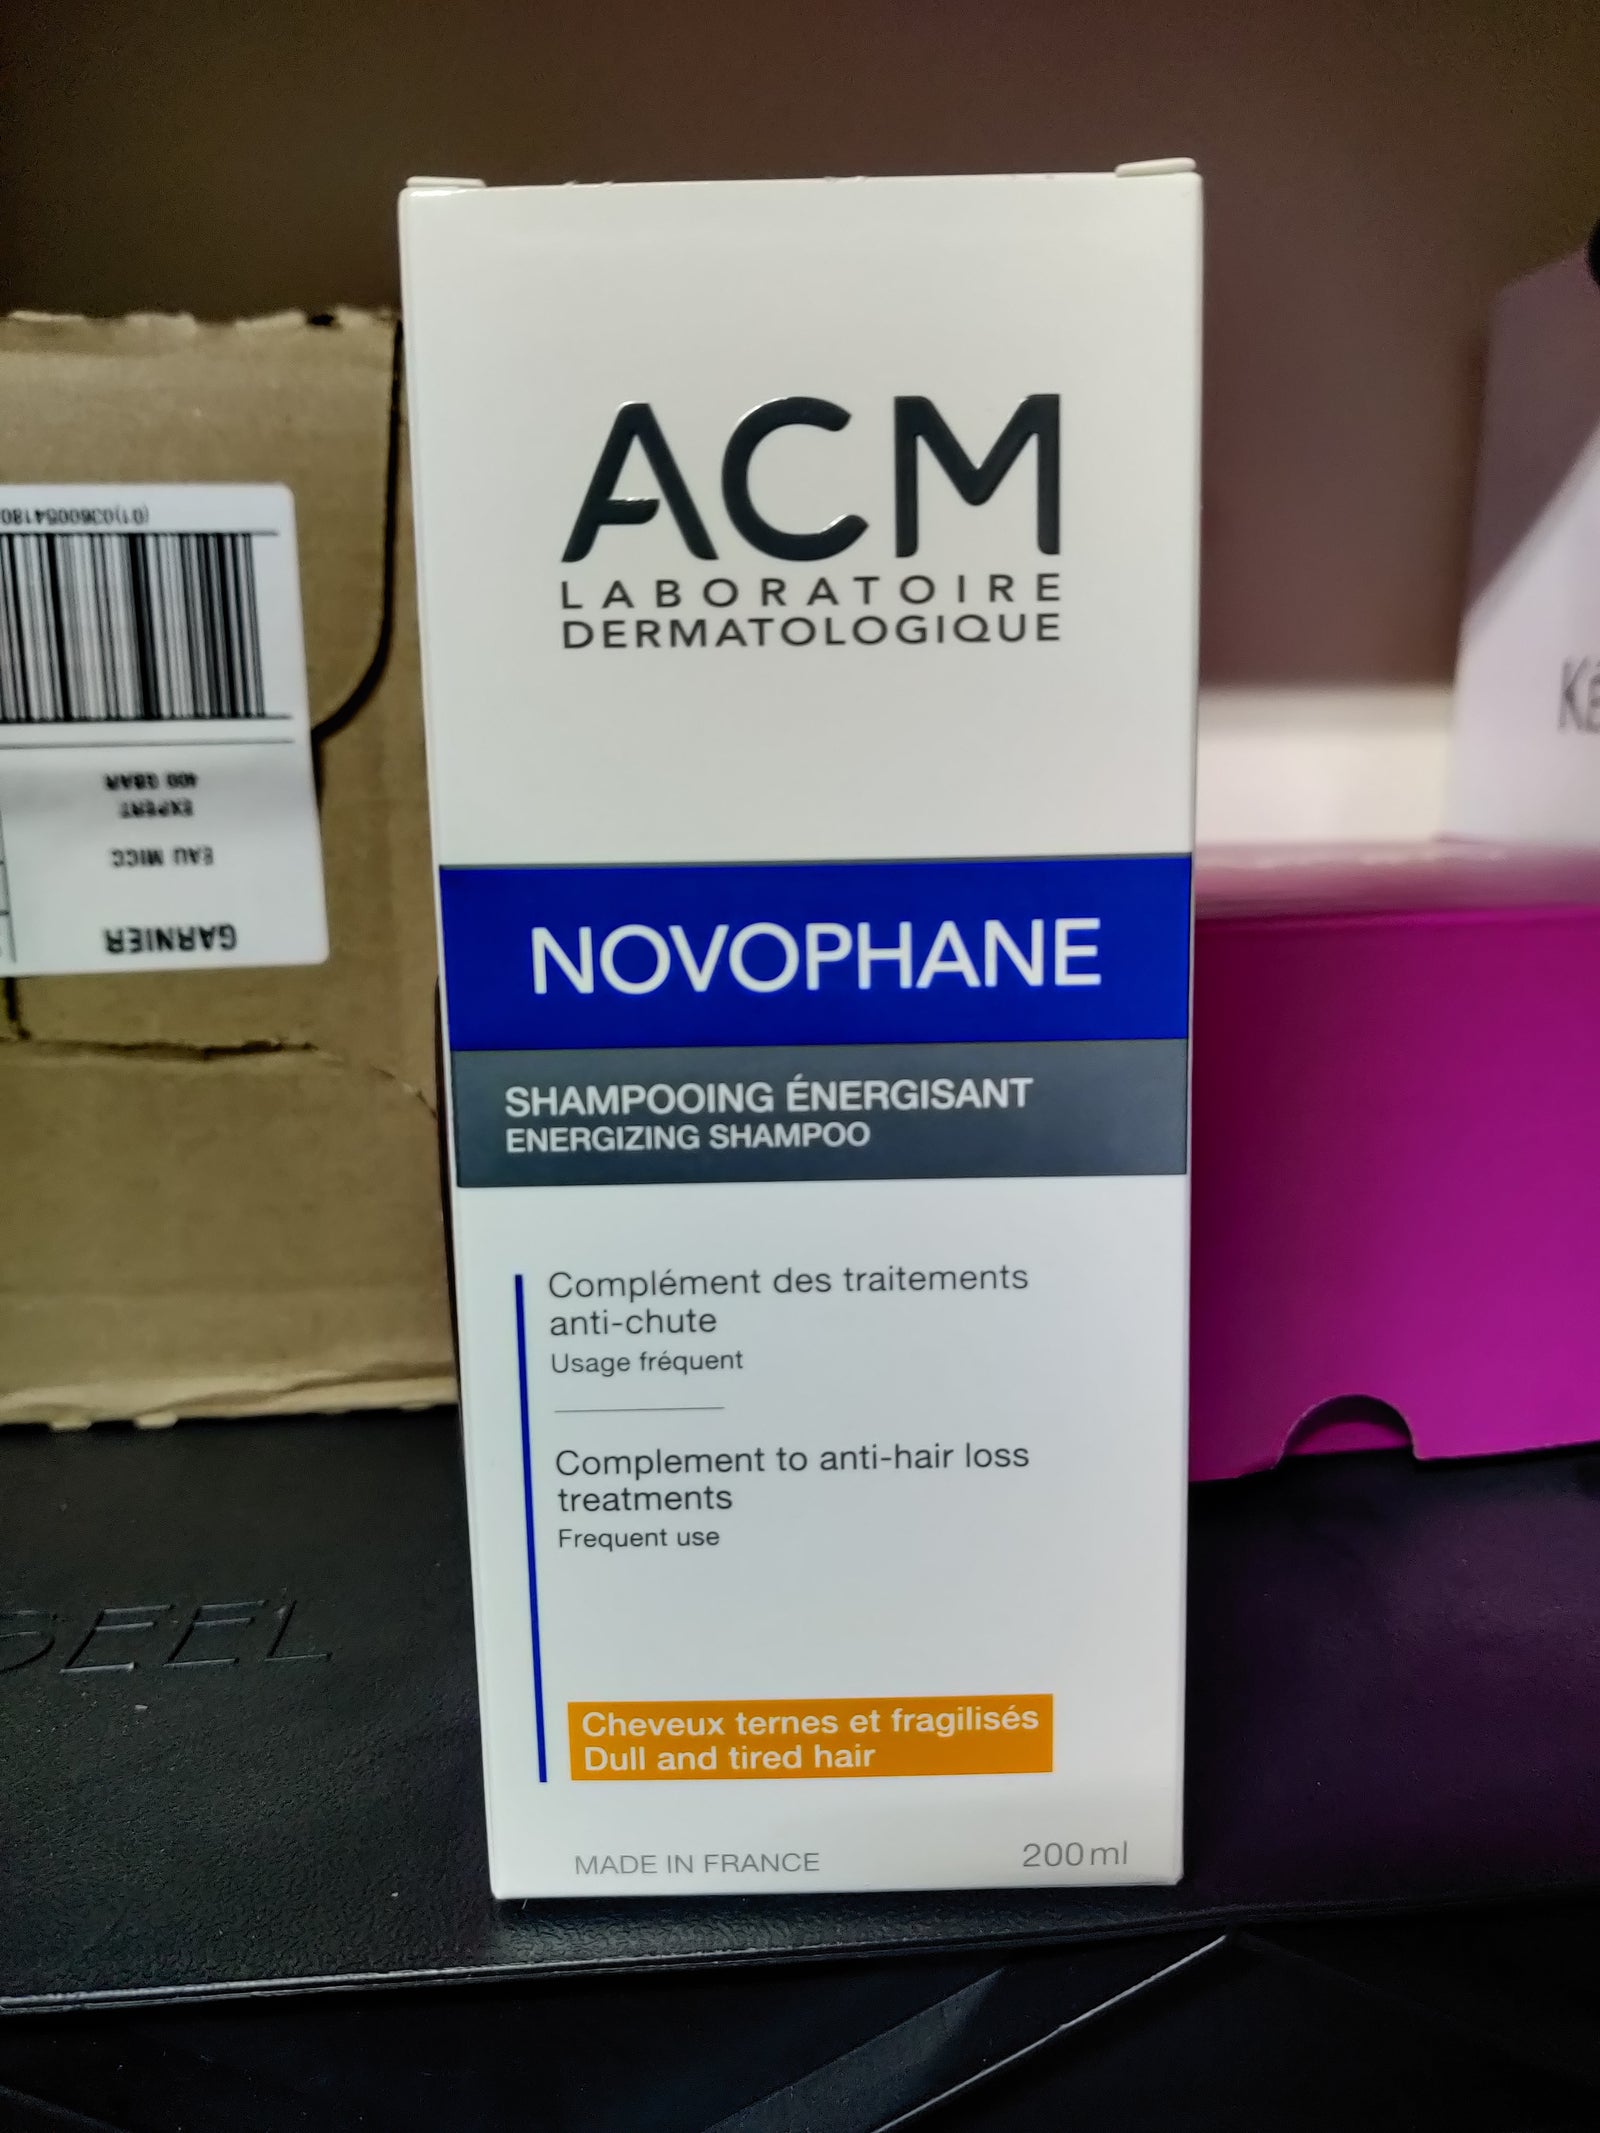 ACM
LABORATOIRE
DERMATOLOGIQUE
NOVOPHANE
SHAMPOOING ÉNERGISANT
ENERGIZING SHAMPOO
Complément des traitements
anti-chute
Usage fréquent
Complement to anti-hair loss
treatments
Frequent use
Cheveux ternes et fragilisés
Dull and tired hair
MADE IN FRANCE
200 ml
GARNIER
EAU MICC
EXPERT
400 GBAR